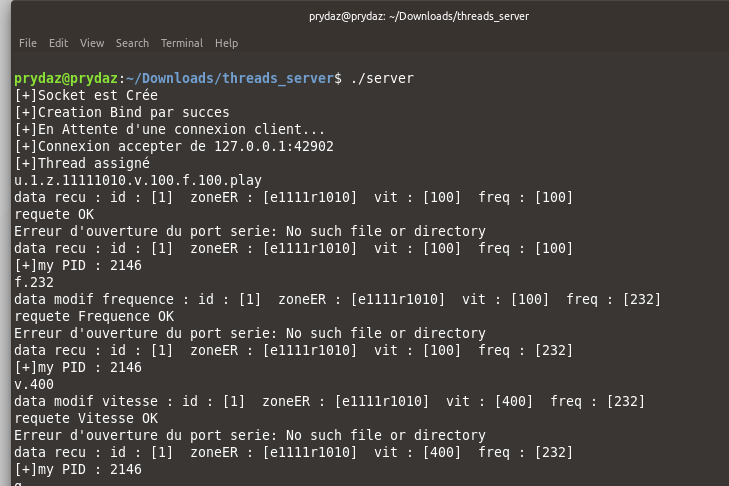 prydaz@prydaz: ~/Downloads/threads_server
File Edit View Search Terminal Help
prydaz@prydaz:~/Downloads/threads_server$ ./server
[+]Socket est Crée
[+]Creation Bind par succes
[+]En Attente d'une connexion client...
[+]Connexion accepter de 127.0.0.1:42902
[+]Thread assigné
u.1.z.11111010.v.100.f.100.play
data recu : id : [1]  zoneER : [e1111r1010]  vit : [100]  freq : [100]
requete OK
Erreur d'ouverture du port serie: No such file or directory
data recu : id : [1]  zoneER : [e1111r1010]  vit : [100]  freq : [100]
[+]my PID : 2146
f.232
data modif frequence : id : [1]  zoneER : [e1111r1010]  vit : [100]  freq : [232]
requete Frequence OK
Erreur d'ouverture du port serie: No such file or directory
data recu : id : [1]  zoneER : [e1111r1010]  vit : [100]  freq : [232]
[+]my PID : 2146
v.400
data modif vitesse : id : [1]  zoneER : [e1111r1010]  vit : [400]  freq : [232]
requete Vitesse OK
Erreur d'ouverture du port serie: No such file or directory
data recu : id : [1]  zoneER : [e1111r1010]  vit : [400]  freq : [232]
[+]my PID : 2146